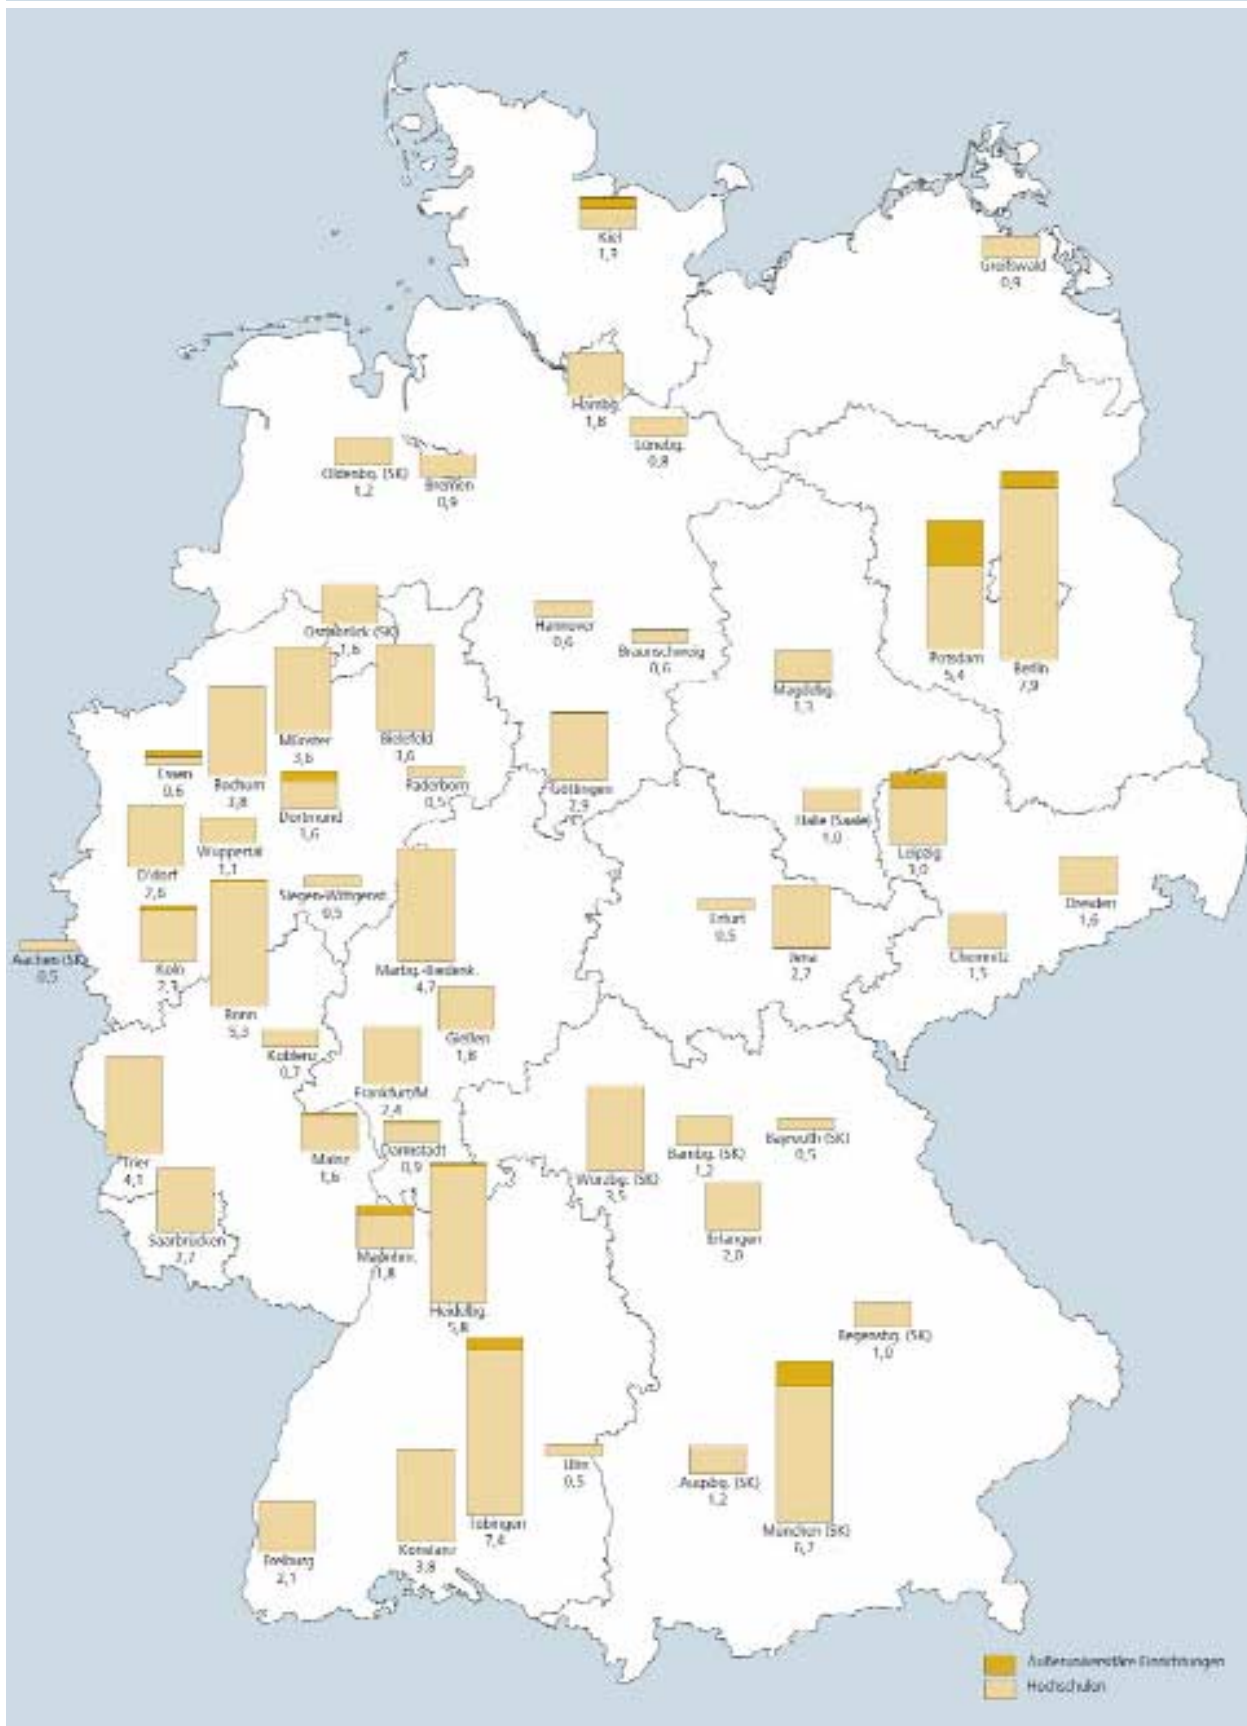 Kiel
Greifswald
0,9
Hambg.
1,8
Lünebg.
0,8
Oldenbg. (SK)
1,2
Bremen
0,9
Osnabrück (SK)
1,6
Hannover
0,6
Braunschweig
0,6
Potsdam
5,4
Berlin
7,9
Magdebg.
Münster
3,6
Bielefeld
3,6
Essen
0,6
Bochum
3,8
Dortmund
1,6
Paderborn
0,5
Göttingen
2,9
Halle (Saale)
1,0
Leipzig
3,0
D'dorf
2,6
Wuppertal
1,1
Siegen-Wittgenst.
0,5
Erfurt
0,5
Jena
2,7
Dresden
1,6
Chemnitz
1,5
Aachen (SK)
0,5
Köln
2,3
Bonn
5,3
Marbg.-Biedenk.
4,7
Gießen
1,8
Koblenz
0,7
Frankfurt/M.
2,4
Trier
4,1
Mainz
1,6
Darmstadt
0,9
Würzbg. (SK)
3,5
Bambg. (SK)
1,2
Bayreuth (SK)
0,5
Saarbrücken
2,7
Erlangen
2,0
Mannheim.
1,8
Heidelbg.
5,8
Regensbg. (SK)
1,0
Ulm
0,5
Augsbg. (SK)
1,2
Tübingen
7,4
München (SK)
6,7
Konstanz
3,8
Freiburg
2,1
Außeruniversitäre Einrichtungen
Hochschulen